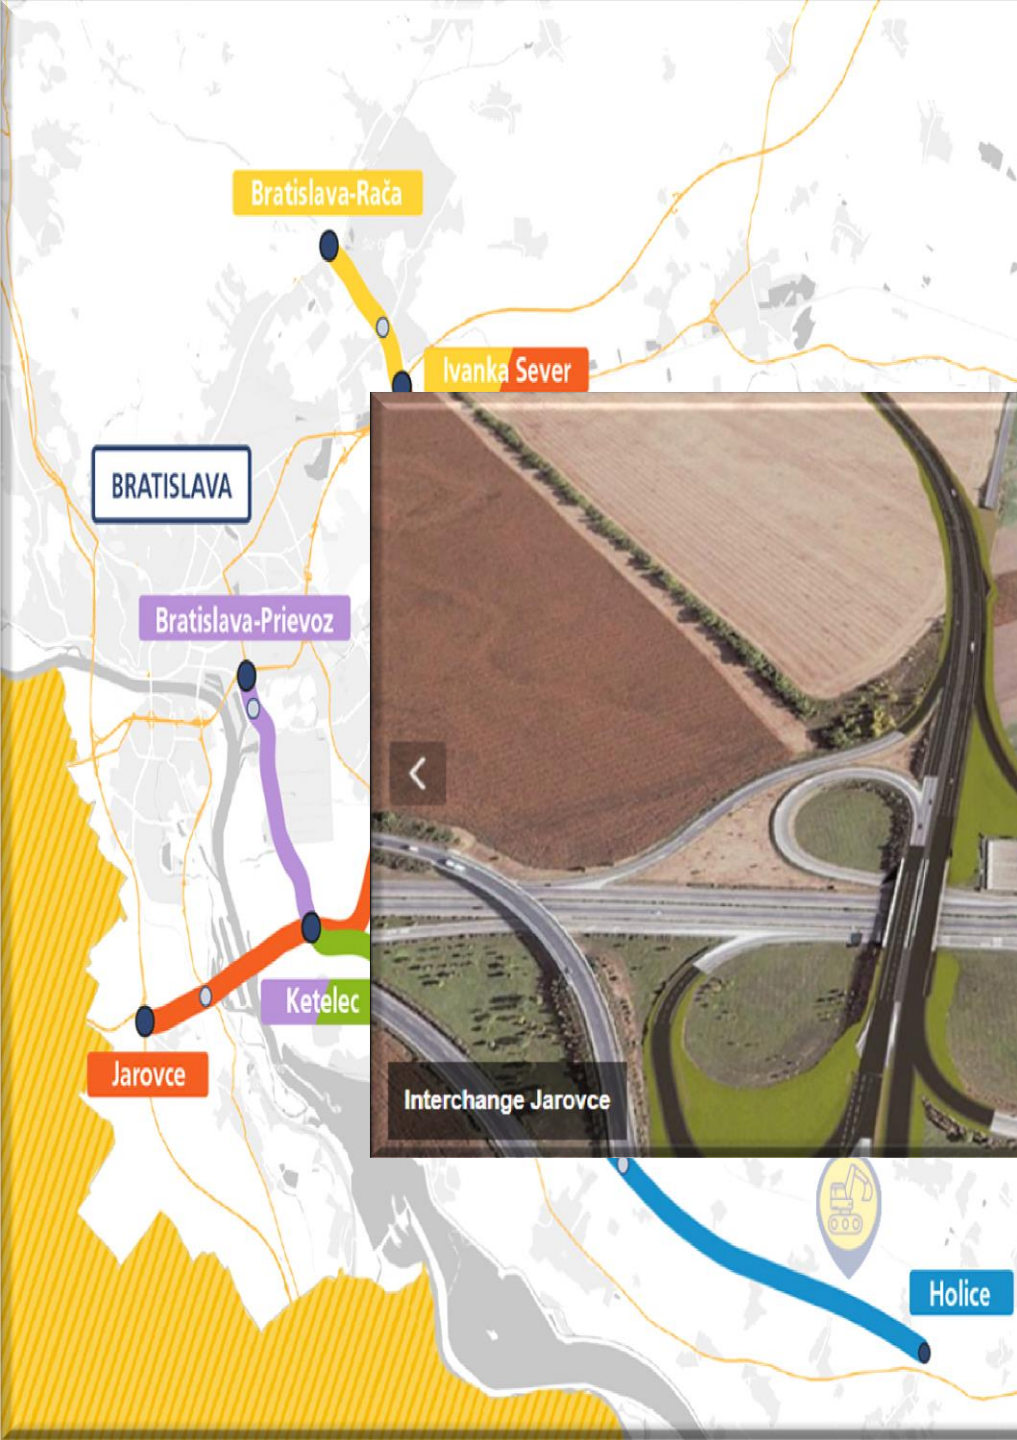 Bratislava-Rača
Ivanka Sever
BRATISLAVA
Bratislava-Prievoz
Ketelec
Jarovce
Interchange Jarovce
Holice